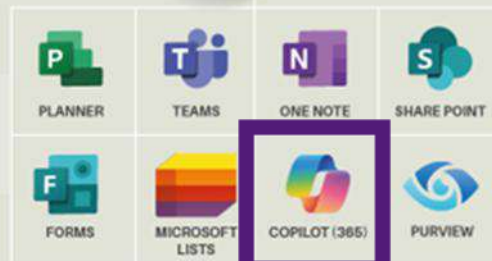 P
T
N
S
PLANNER
TEAMS
ONE NOTE
SHARE POINT
F
FORMS
MICROSOFT
LISTS
COPILOT (365)
PURVIEW